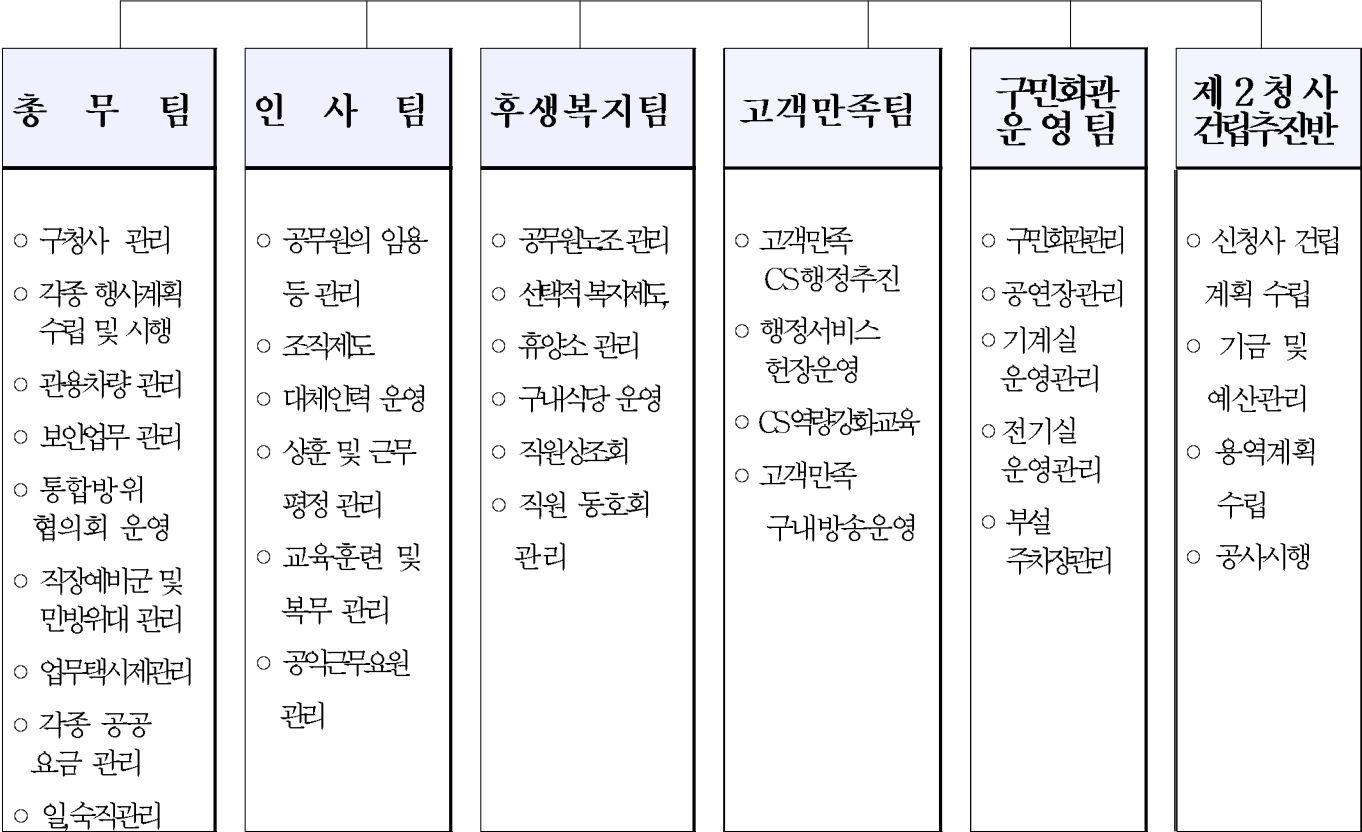 총 무 팀
○ 구청사 관리
○ 각종 행사계획
수립 및 시행
○ 관용차량 관리
○ 보안업무 관리
○ 통합방위
협의회 운영
○ 직장예비군 및
민방위대 관리
○ 업무택시제관리
○ 각종 공공
요금 관리
○ 일,숙직관리
인 사 팀
○ 공무원의 임용
등 관리
○ 조직제도
○ 대체인력 운영
○ 상훈 및 근무
평정 관리
○ 교육훈련 및
복무 관리
○ 공익근무요원
관리
후생복지팀
○ 공무원노조 관리
○ 선택적 복지제도,
○ 휴양소 관리
○ 구내식당 운영
○ 직원상조회
○ 직원 동호회
관리
고객만족팀
○ 고객만족
CS행정추진
○ 행정서비스
헌장운영
○ CS역량강화교육
○ 고객만족
구내방송운영
구민회관
운영팀
○ 구민회관관리
○ 공연장관리
○ 기계실
운영관리
○ 전기실
운영관리
○ 부설
주차장관리
제2청사
건립추진반
○ 신청사 건립
계획 수립
○ 기금 및
예산관리
○ 용역계획
수립
○ 공사시행